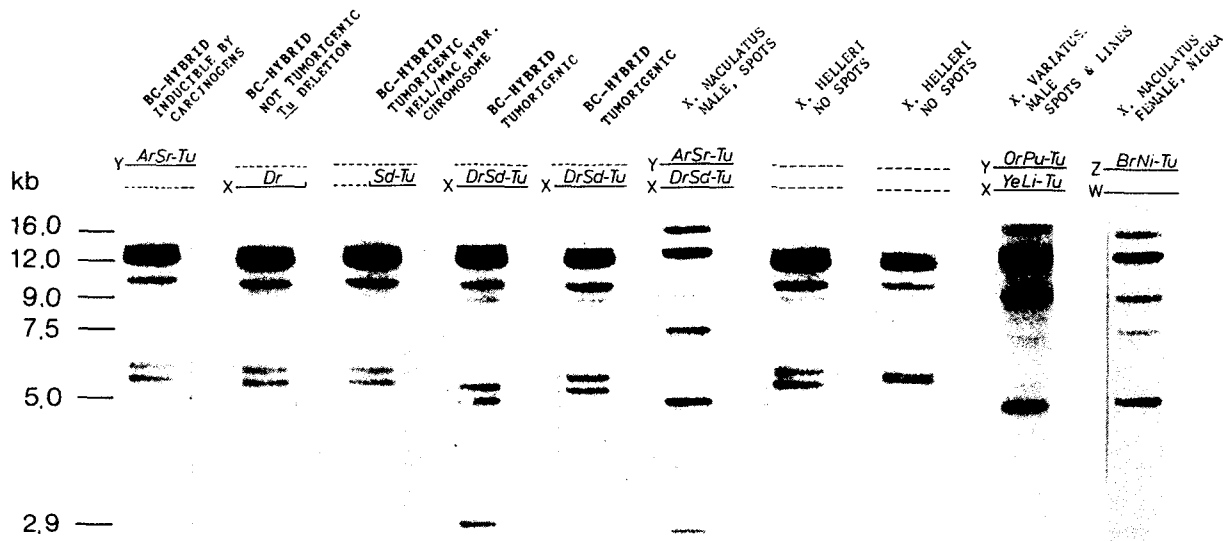 BC-HYBRID
INDUCIBLE BY
CARCINOGENS
BC-HYBRID
NOT TUMORIGENIC
Tu DELETION
BC-HYBRID
TUMORIGENIC
HELL/MAC HYBR.
CHROMOSOME
BC-HYBRID
TUMORIGENIC
BC-HYBRID
TUMORIGENIC
X. MACULATUS
MALE, SPOTS
X. HELLERI
NO SPOTS
X. HELLERI
NO SPOTS
X. VARIATUS.
MALE
SPOTS & LINES
X. MACULATUS
FEMALE, NIGRA
Y ArSr-Tu
X Dr
Sd-Tu
X DrSd-Tu
X DrSd-Tu
Y ArSr-Tu
X DrSd-Tu
Y OrPu-Tu
X YeLi-Tu
Z BrNi-Tu
W
kb
16,0
12,0
9,0
7,5
5,0
2,9